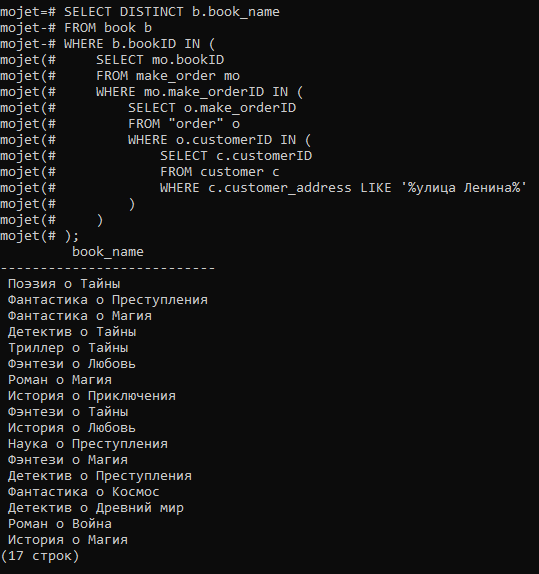 mojet=# SELECT DISTINCT b.book_name
mojet-# FROM book b
mojet-# WHERE b.bookID IN (
mojet(#     SELECT mo.bookID
mojet(#     FROM make_order mo
mojet(#     WHERE mo.make_orderID IN (
mojet(#         SELECT o.make_orderID
mojet(#         FROM "order" o
mojet(#         WHERE o.customerID IN (
mojet(#             SELECT c.customerID
mojet(#             FROM customer c
mojet(#             WHERE c.customer_address LIKE '%улица Ленина%'
mojet(#         )
mojet(#     )
mojet(# );
         book_name
---------------------------
 Поэзия о Тайны
 Фантастика о Преступления
 Фантастика о Магия
 Детектив о Тайны
 Триллер о Тайны
 Фэнтези о Любовь
 Роман о Магия
 История о Приключения
 Фэнтези о Тайны
 История о Любовь
 Наука о Преступления
 Фэнтези о Магия
 Детектив о Преступления
 Фантастика о Космос
 Детектив о Древний мир
 Роман о Война
 История о Магия
(17 строк)